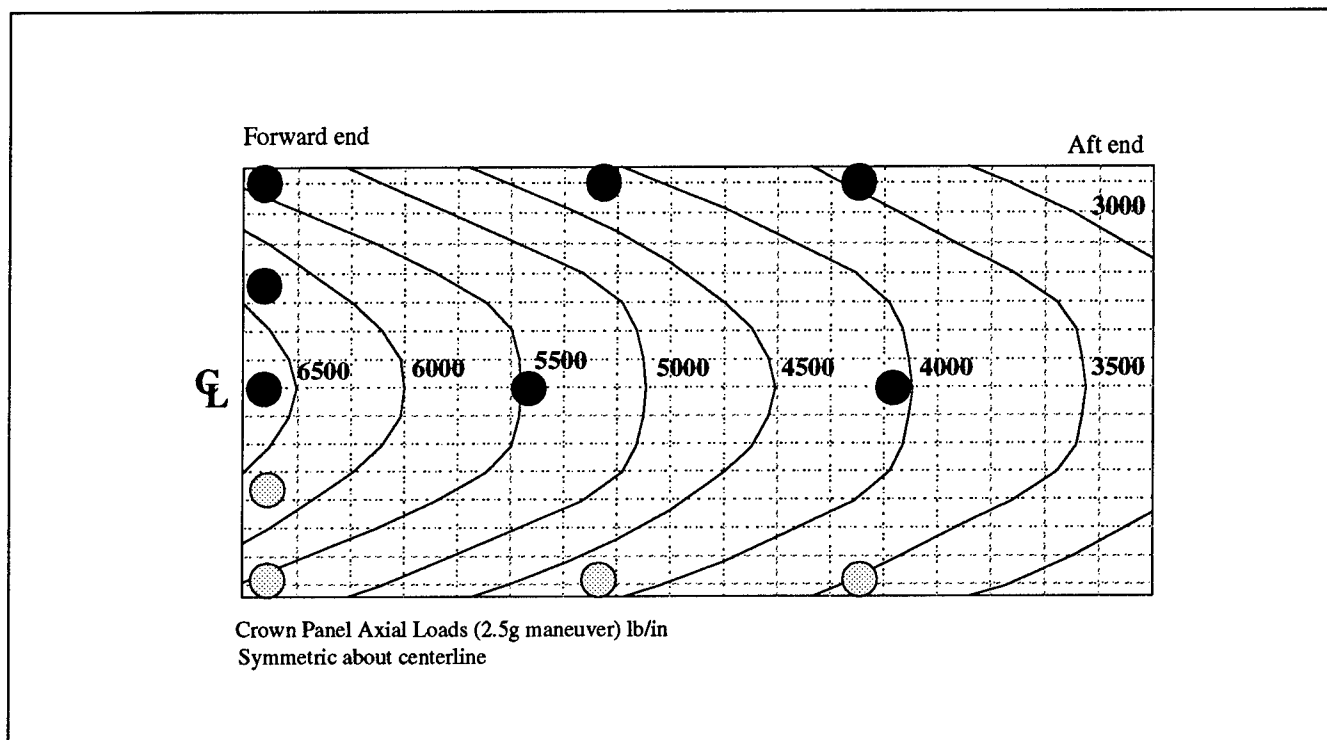 Forward end
Aft end
3000
6500 6000 5500 5000 4500 4000 3500
CL
Crown Panel Axial Loads (2.5g maneuver) lb/in
Symmetric about centerline